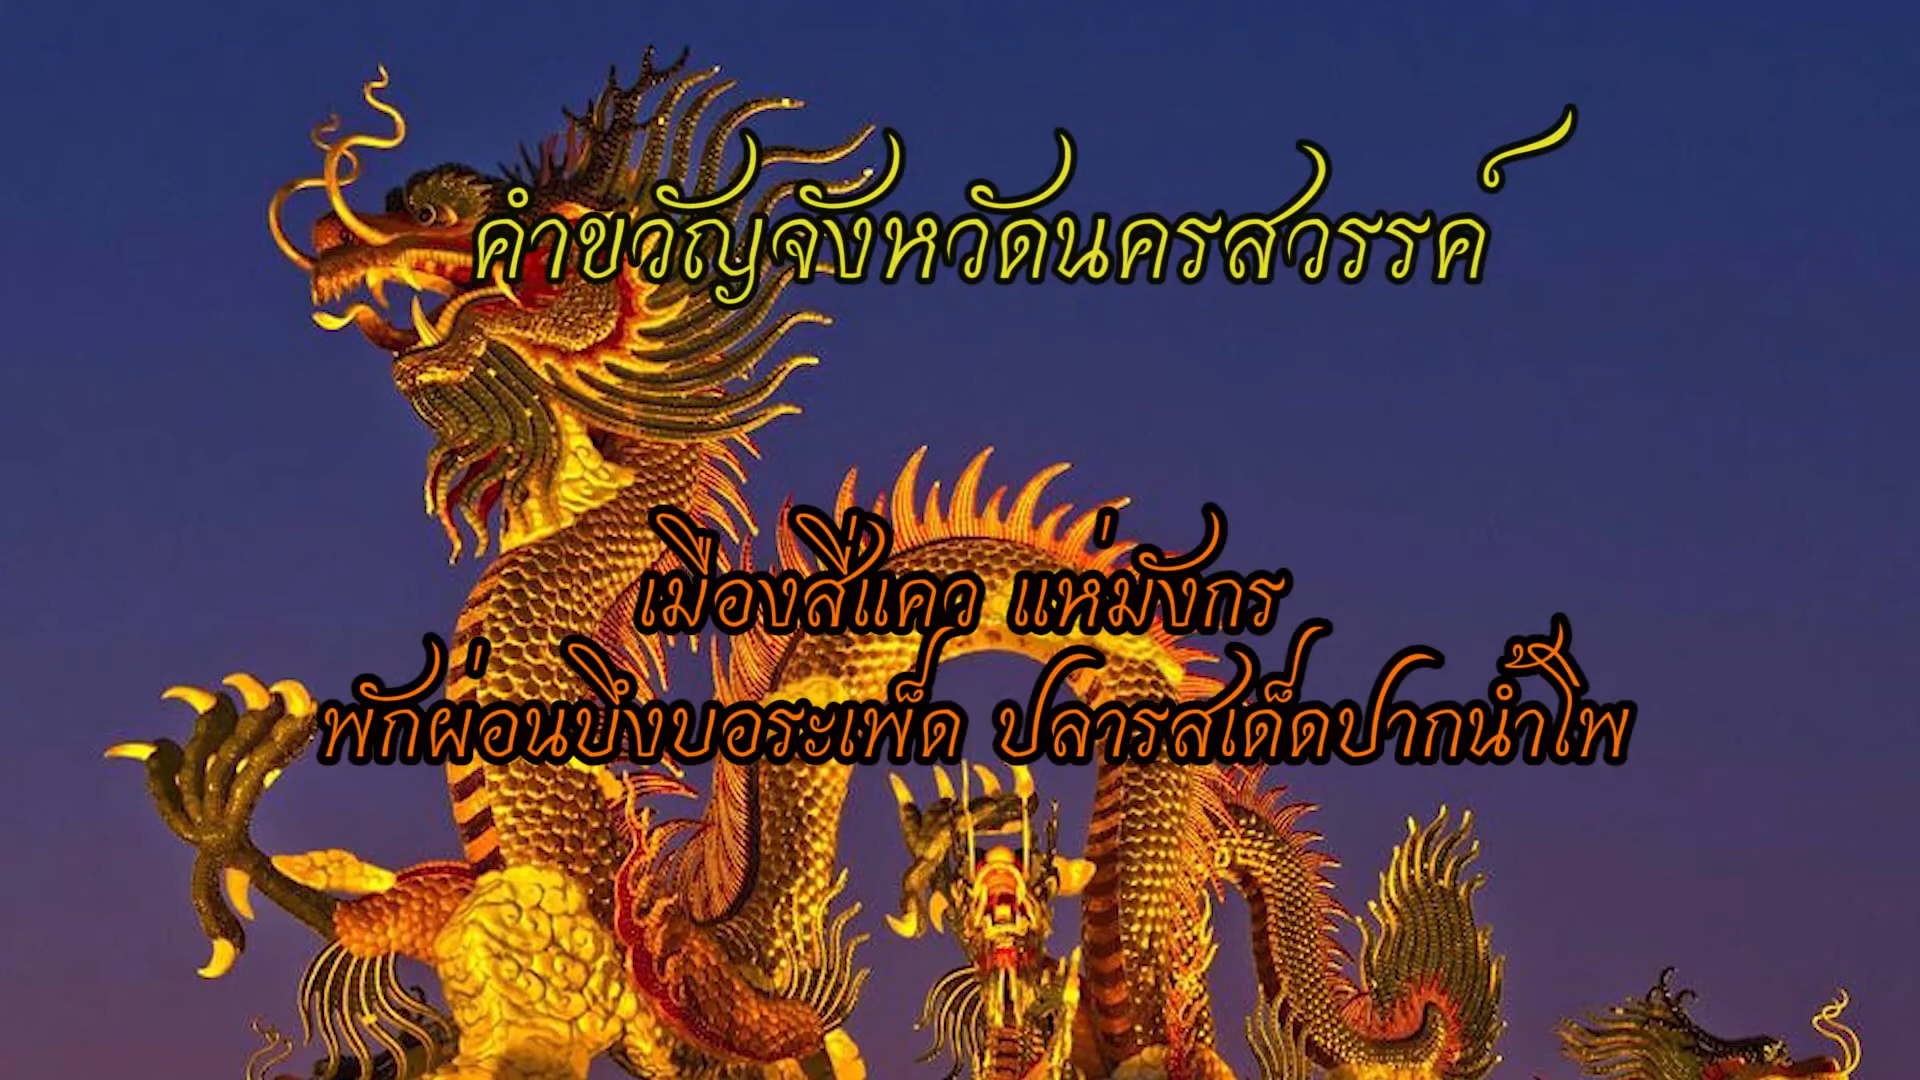 คำขวัญจังหวัดนครสวรรค์
เมืองสี่แคว แห่มังกร
พักผ่อนบึงบอระเพ็ด ปลารสเด็ดปากน้ำโพ